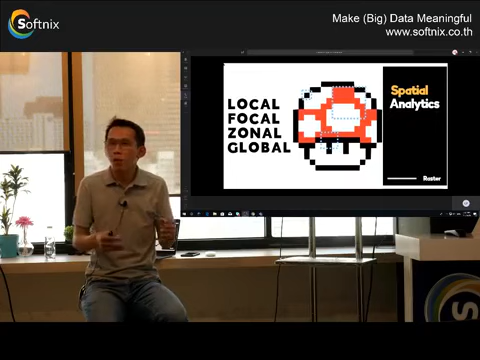 Softnix
Make (Big) Data Meaningful
www.softnix.co.th
LOCAL
FOCAL
ZONAL
GLOBAL
Spatial
Analytics
Raster